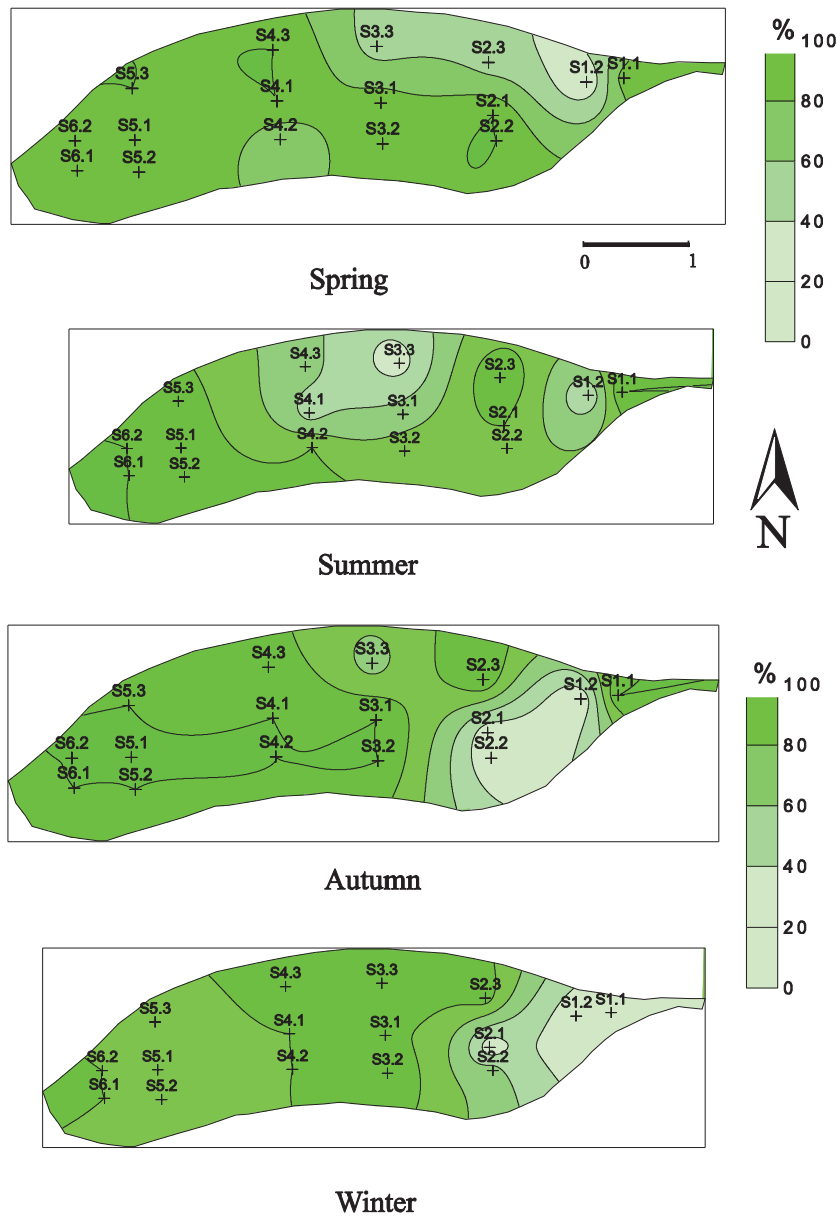 %
100
S3.3
S4.3
S2.3
S5.3
S1.2 S1.1
80
S4.1
S3.1
S2.1
S6.2
S5.1
S4.2
S3.2
S2.2
60
S6.1
S5.2
40
0
1
Spring
20
0
S4.3
S3.3
S2.3
S5.3
S1.2 S1.1
S4.1
S3.1
S2.1
S6.2
S5.1
S4.2
S3.2
S2.2
S6.1
S5.2
N
Summer
%
100
S4.3
S3.3
S2.3
S5.3
S1.2 S1.1
80
S4.1
S3.1
S2.1
S6.2
S5.1
S4.2
S3.2
S2.2
S6.1
S5.2
60
40
Autumn
20
0
S4.3
S3.3
S2.3
S5.3
S1.2 S1.1
S4.1
S3.1
S2.1
S6.2
S5.1
S4.2
S3.2
S2.2
S6.1
S5.2
Winter